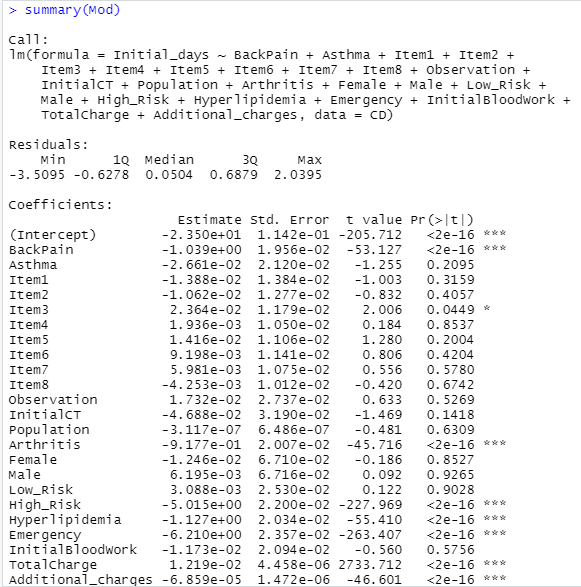 > summary(Mod)
Call:
lm(formula = Initial_days ~ BackPain + Asthma + Item1 + Item2 +
Item3 + Item4 + Item5 + Item6 + Item7 + Item8 + Observation +
InitialCT + Population + Arthritis + Female + Male + Low_Risk +
Male + High_Risk + Hyperlipidemia + Emergency + InitialBloodWork +
TotalCharge + Additional_charges, data = CD)
Residuals:
Min 1Q Median 3Q Max
-3.5095 -0.6278 0.0504 0.6879 2.0395
Coefficients:
Estimate Std. Error t value Pr(>|t|)
(Intercept) -2.350e+01 1.142e-01 -205.712 <2e-16 ***
BackPain -1.039e+00 1.956e-02 -53.127 <2e-16 ***
Asthma -2.661e-02 2.120e-02 -1.255 0.2095
Item1 -1.388e-02 1.384e-02 -1.003 0.3159
Item2 -1.062e-02 1.277e-02 -0.832 0.4057
Item3 2.364e-02 1.179e-02 2.006 0.0449 *
Item4 1.936e-03 1.050e-02 0.184 0.8537
Item5 1.416e-02 1.106e-02 1.280 0.2004
Item6 9.198e-03 1.141e-02 0.806 0.4204
Item7 5.981e-03 1.075e-02 0.556 0.5780
Item8 -4.253e-03 1.012e-02 -0.420 0.6742
Observation 1.732e-02 2.737e-02 0.633 0.5269
InitialCT -4.688e-02 3.190e-02 -1.469 0.1418
Population -3.117e-07 6.486e-07 -0.481 0.6309
Arthritis -9.177e-01 2.007e-02 -45.716 <2e-16 ***
Female -1.246e-02 6.710e-02 -0.186 0.8527
Male 6.195e-03 6.716e-02 0.092 0.9265
Low_Risk 3.088e-03 2.530e-02 0.122 0.9028
High_Risk -5.015e+00 2.200e-02 -227.969 <2e-16 ***
Hyperlipidemia -1.127e+00 2.034e-02 -55.410 <2e-16 ***
Emergency -6.210e+00 2.357e-02 -263.407 <2e-16 ***
InitialBloodWork -1.173e-02 2.094e-02 -0.560 0.5756
TotalCharge 1.219e-02 4.458e-06 2733.712 <2e-16 ***
Additional_charges -6.859e-05 1.472e-06 -46.601 <2e-16 ***